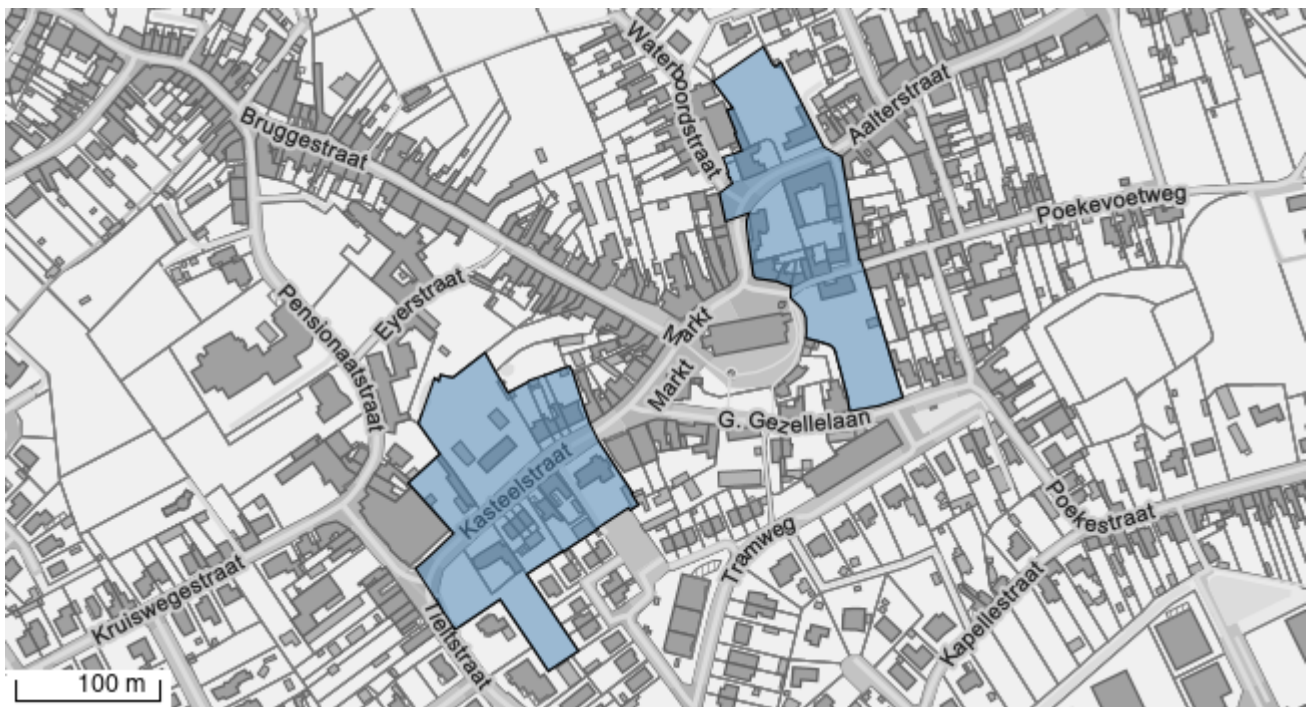 Waterboordstraat
Aalterstraat
Bruggestraat
Poekevoetweg
Pensionaatstraat
Eyerstraat
Markt
Markt
G. Gezellelaan
Kasteelstraat
Poekestraat
Tramweg
Kruiswegestraat
Tieltstraat
Kapellestraat
100 m